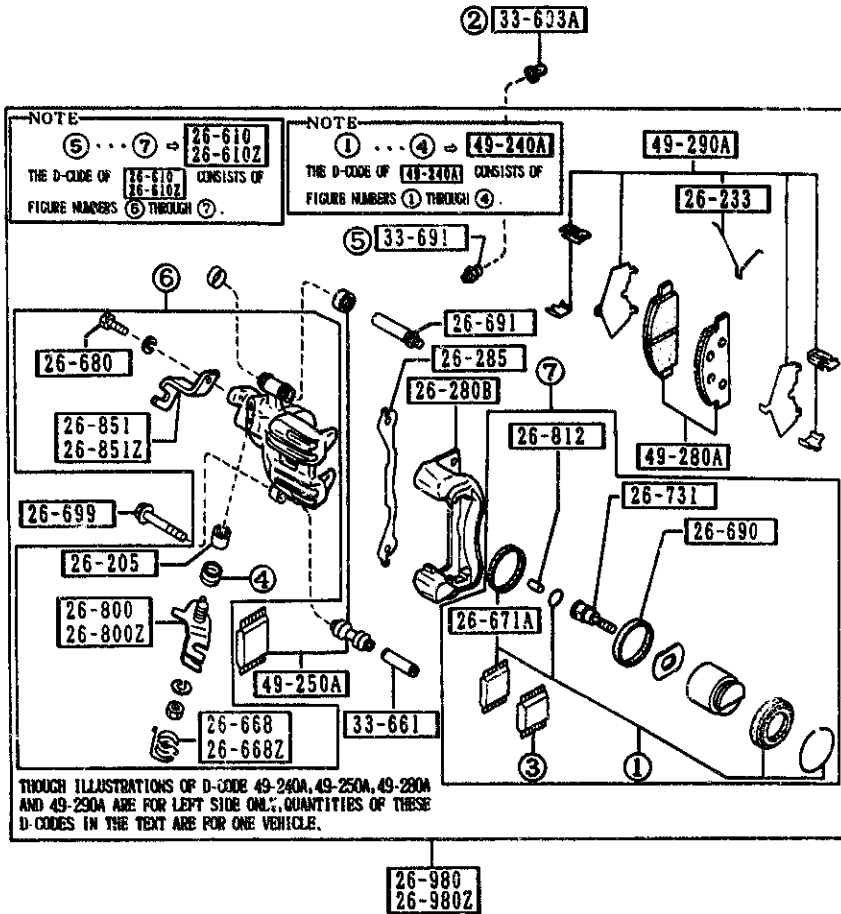 ② 33-603A
NOTE
⑤ · · · ⑦ ⇨ 26-610
26-610Z
THE D-CODE OF 26-610 CONSISTS OF
26-610Z
FIGURE NUMBERS ⑤ THROUGH ⑦ .
NOTE
① · · · ④ ⇨ 49-240A
THE D-CODE OF 49-240A CONSISTS OF
FIGURE NUMBERS ① THROUGH ④ .
49-290A
26-233
⑤ 33-691
⑥
26-691
26-680
26-285
26-280B
⑦
26-851
26-851Z
26-812
49-280A
26-731
26-699
26-690
26-205
④
26-800
26-800Z
26-671A
49-250A
33-661
26-668
26-668Z
③
①
THOUGH ILLUSTRATIONS OF D-CODE 49-240A, 49-250A, 49-280A
AND 49-290A ARE FOR LEFT SIDE ONLY, QUANTITIES OF THESE
D-CODES IN THE TEXT ARE FOR ONE VEHICLE.
26-980
26-980Z